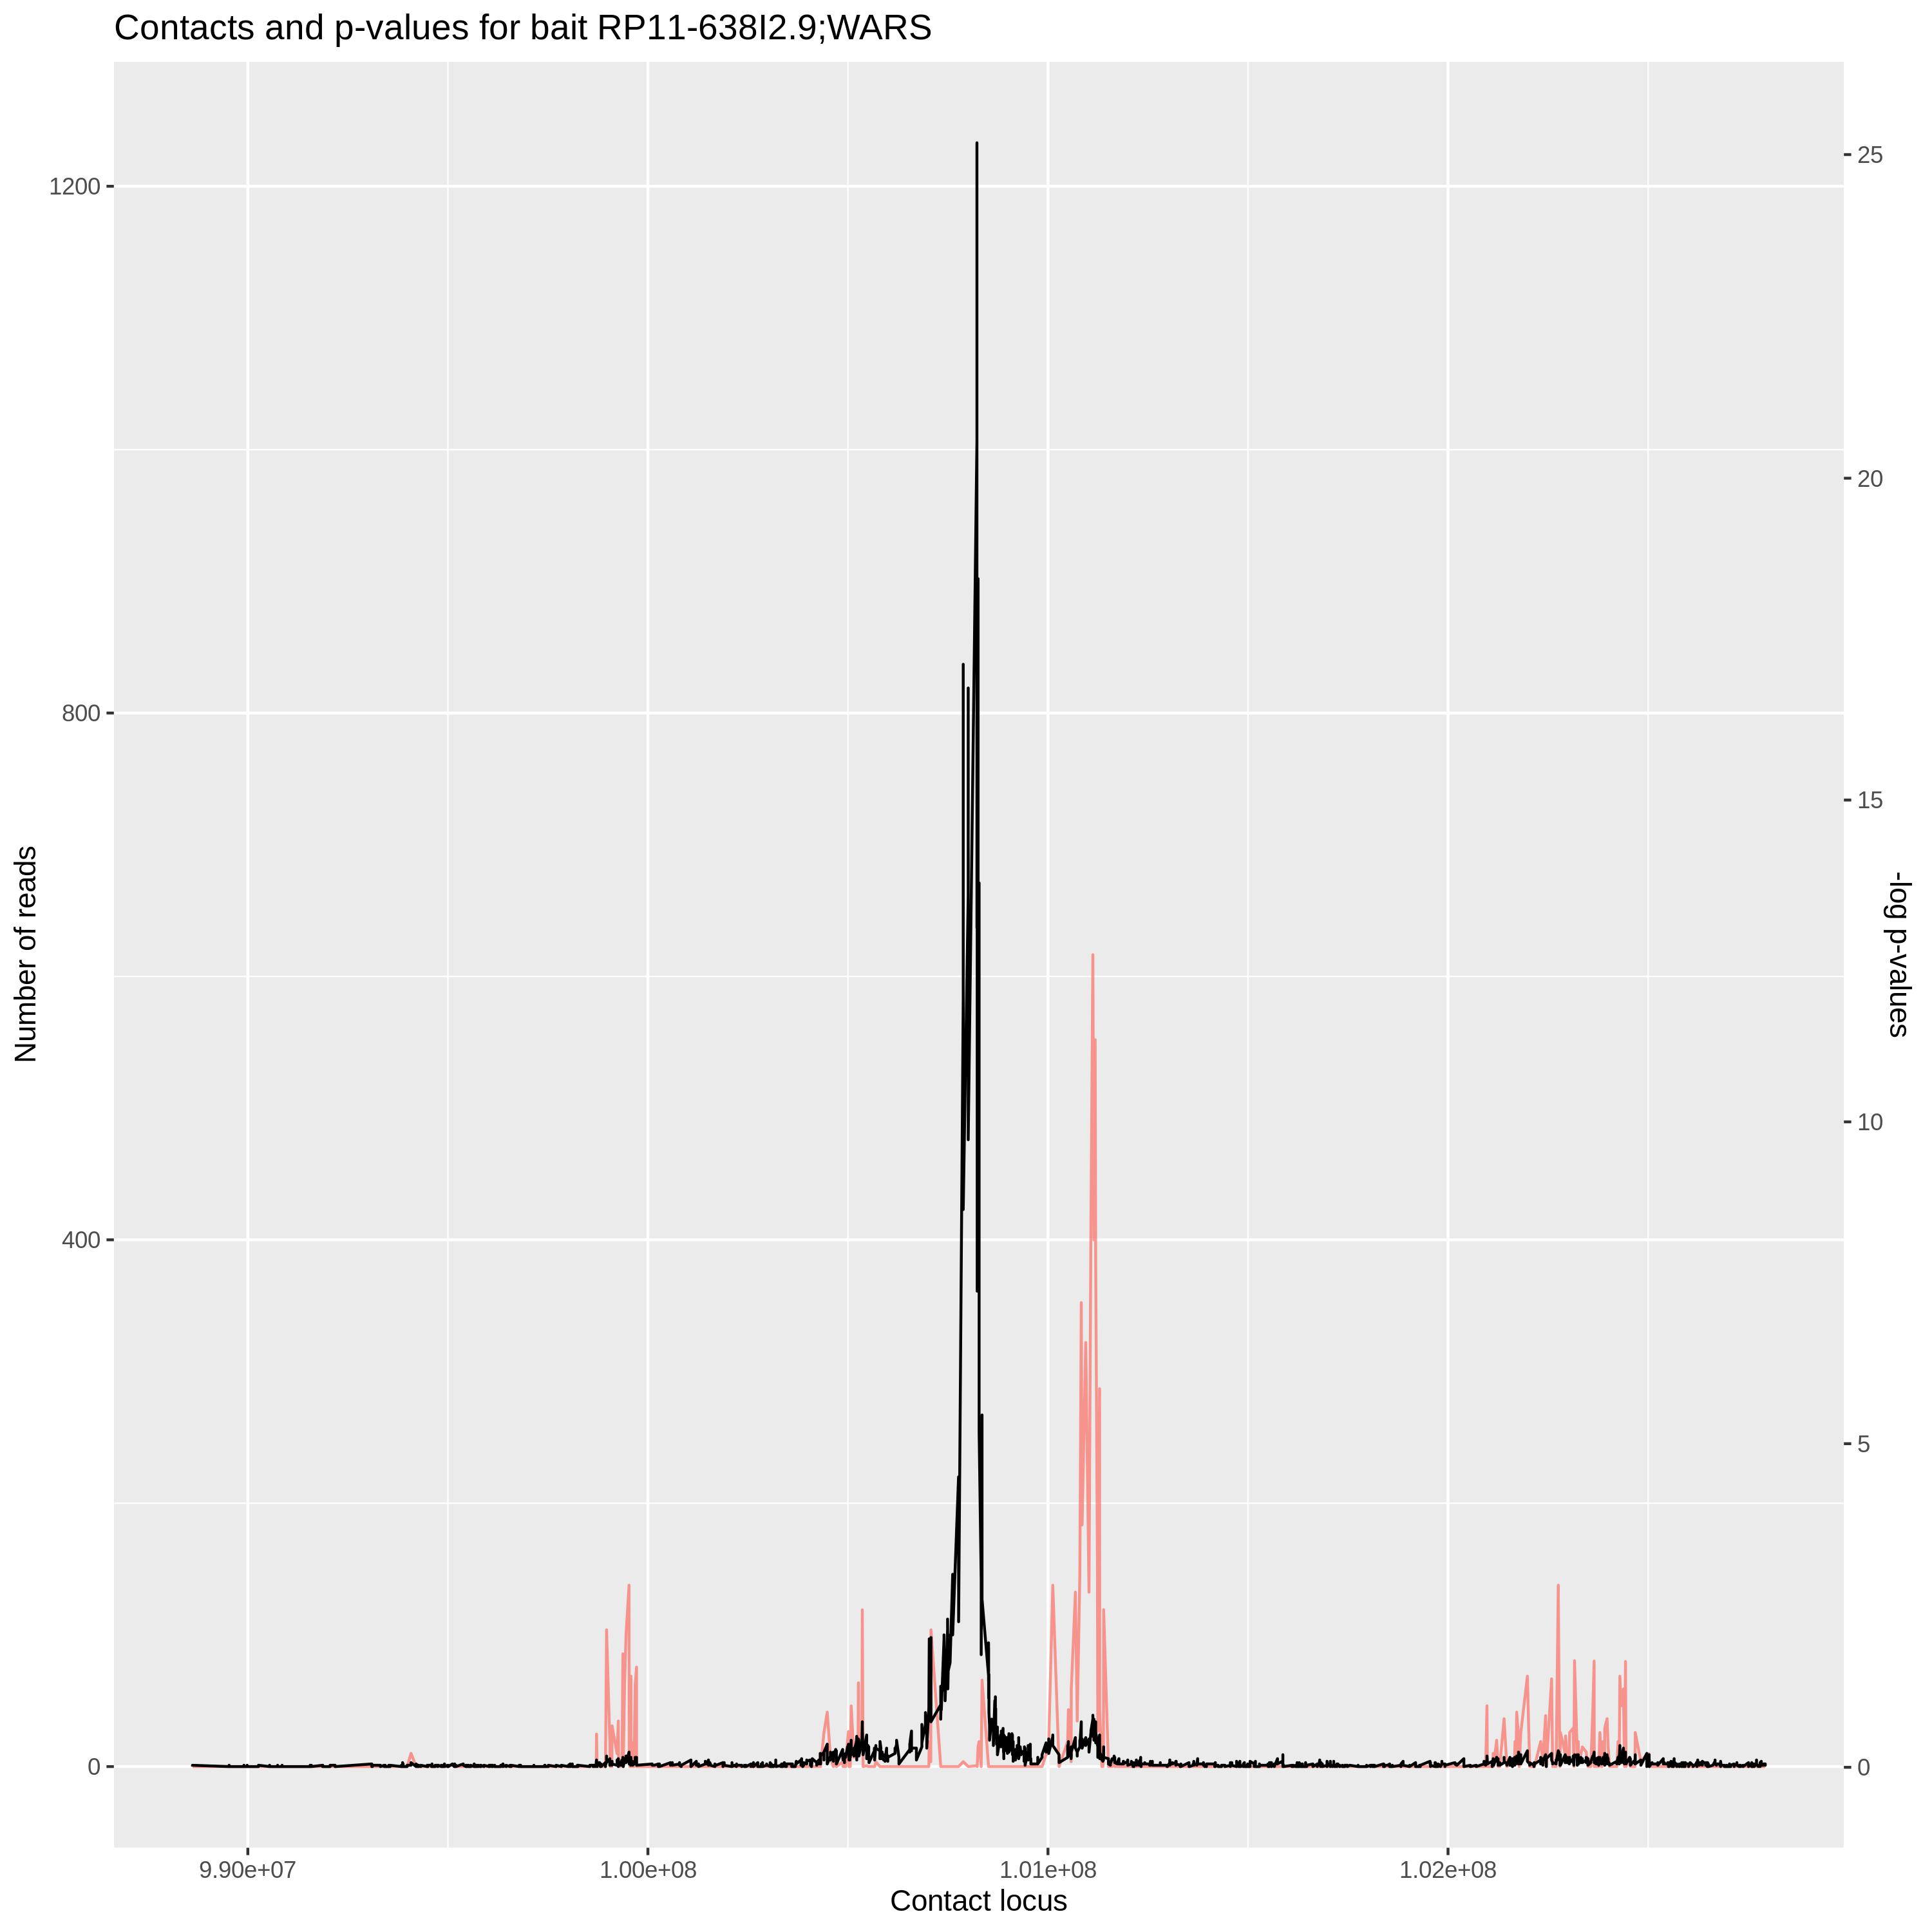 Contacts and p-values for bait RP11-638I2.9;WARS
Number of reads
1200
800
400
0
25
20
15
10
5
0
-log p-values
9.90e+07
1.00e+08
1.01e+08
1.02e+08
Contact locus